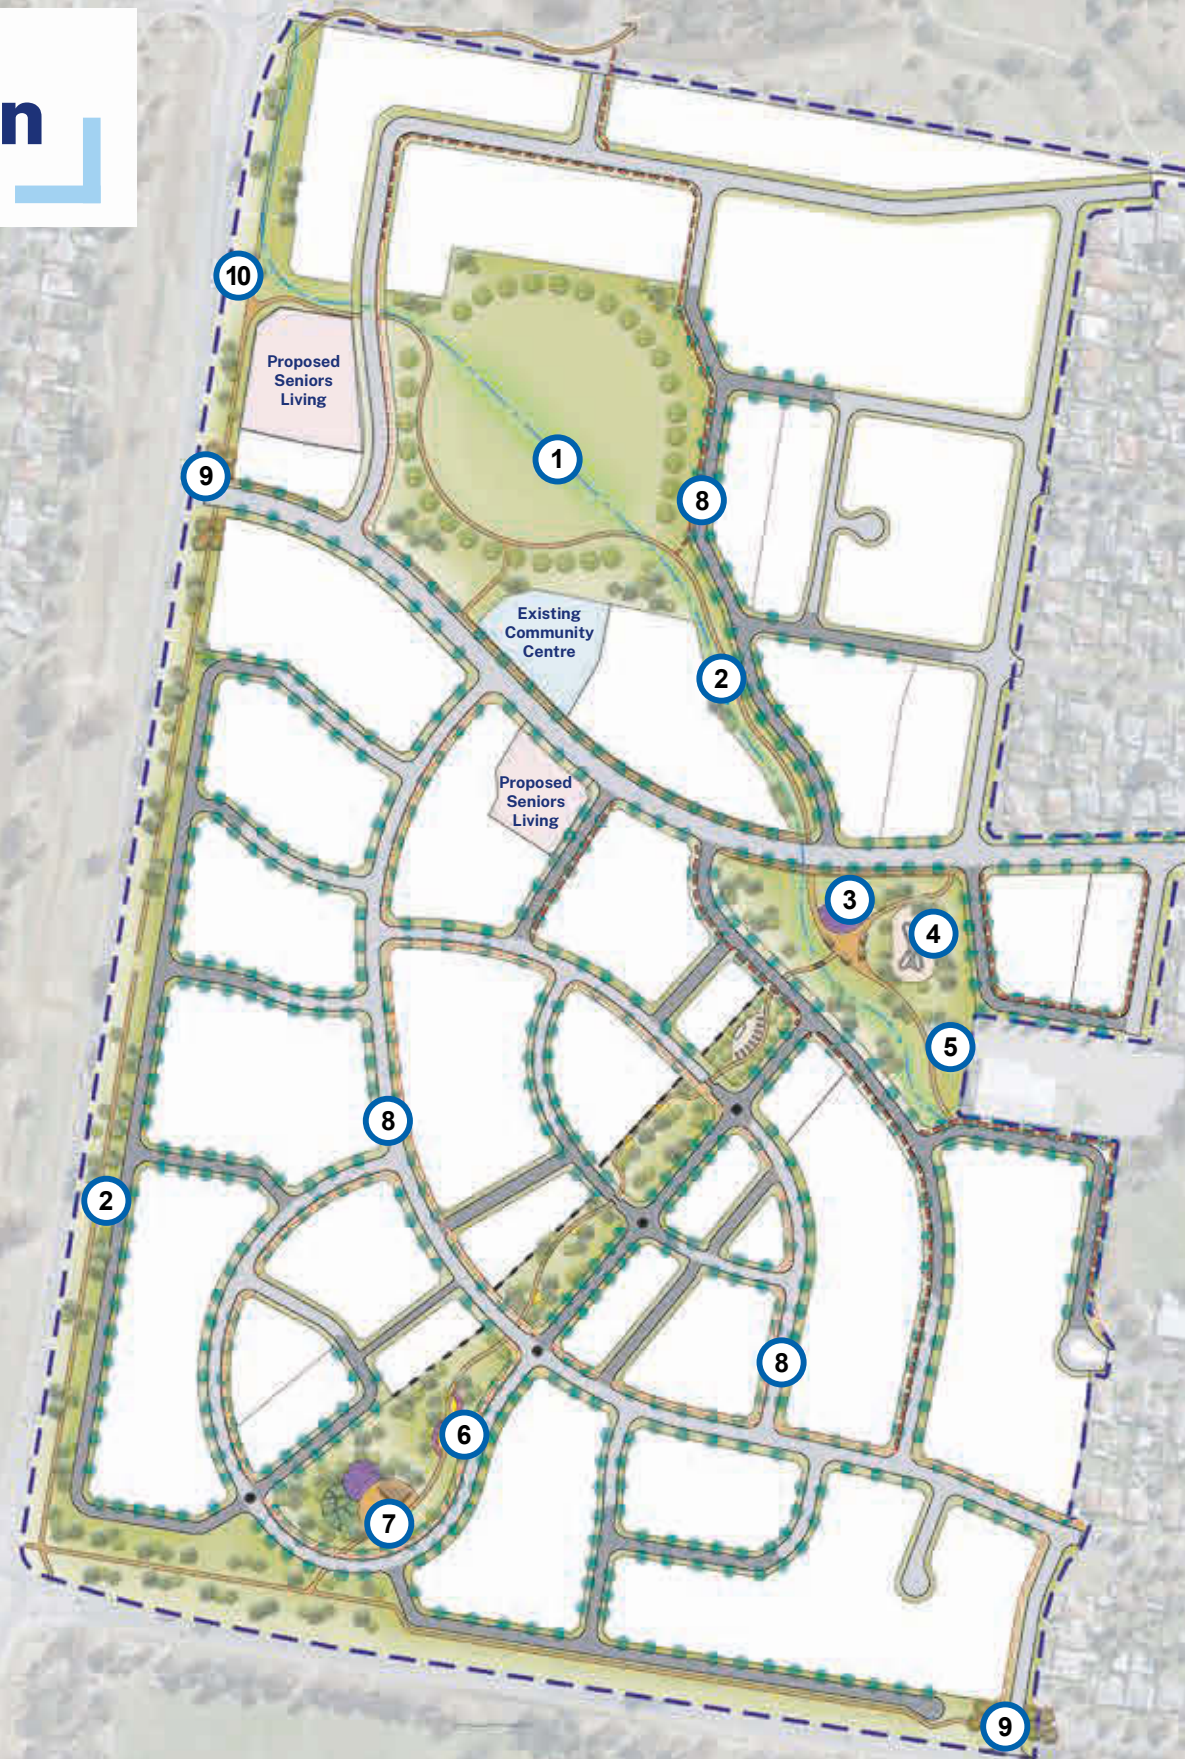 n
10
Proposed
Seniors
Living
9
1
8
Existing
Community
Centre
2
Proposed
Seniors
Living
3
4
5
8
2
8
6
7
9